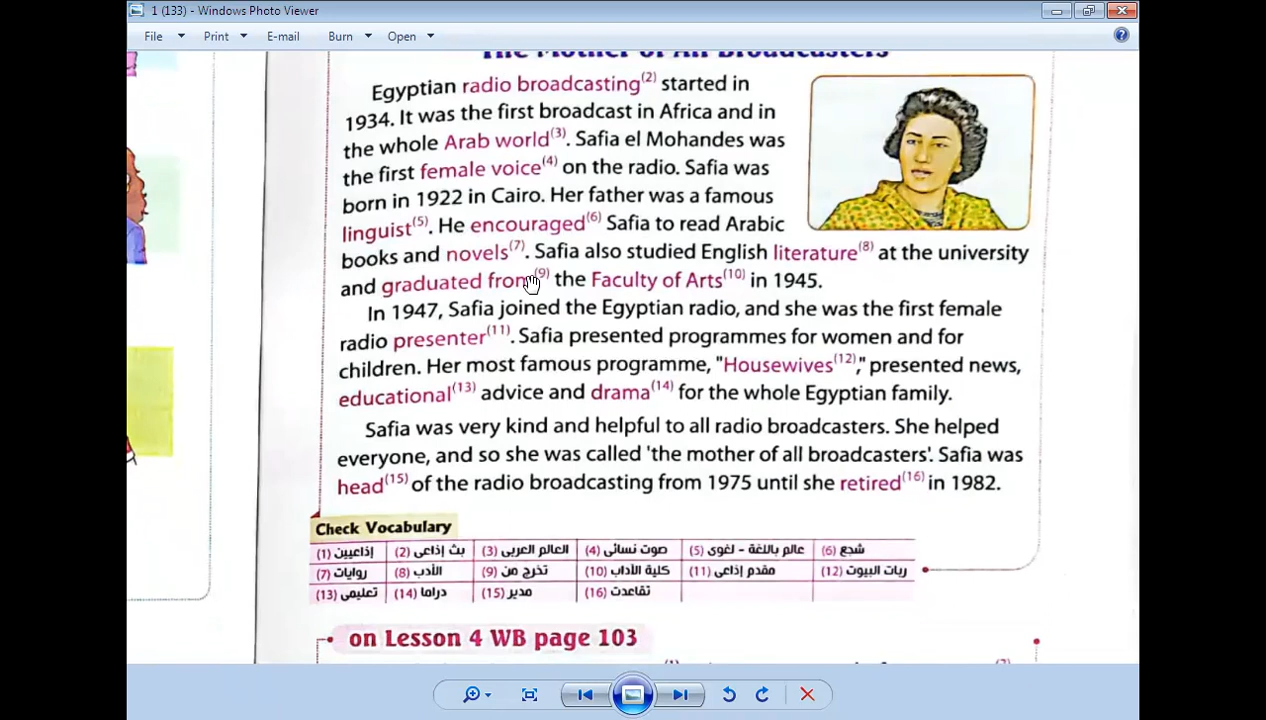 1 (133) - Windows Photo Viewer
File Print E-mail Burn Open
The Mother of All Broadcasters
Egyptian radio broadcasting(2) started in
1934. It was the first broadcast in Africa and in
the whole Arab world(3). Safia el Mohandes was
the first female voice(4) on the radio. Safia was
born in 1922 in Cairo. Her father was a famous
linguist(5). He encouraged(6) Safia to read Arabic
books and novels(7). Safia also studied English literature(8) at the university
and graduated from(9) the Faculty of Arts(10) in 1945.
In 1947, Safia joined the Egyptian radio, and she was the first female
radio presenter(11). Safia presented programmes for women and for
children. Her most famous programme, "Housewives(12)," presented news,
educational(13) advice and drama(14) for the whole Egyptian family.
Safia was very kind and helpful to all radio broadcasters. She helped
everyone, and so she was called 'the mother of all broadcasters'. Safia was
head(15) of the radio broadcasting from 1975 until she retired(16) in 1982.
Check Vocabulary
(1) إذاعيين (2) بث إذاعى (3) العالم العربى (4) صوت نسائى (5) عالم باللغة - لغوى (6) شجع
(7) روايات (8) الأدب (9) تخرج من (10) كلية الآداب (11) مقدم إذاعى (12) ربات البيوت
(13) تعليمى (14) دراما (15) مدير (16) تقاعدت
on Lesson 4 WB page 103